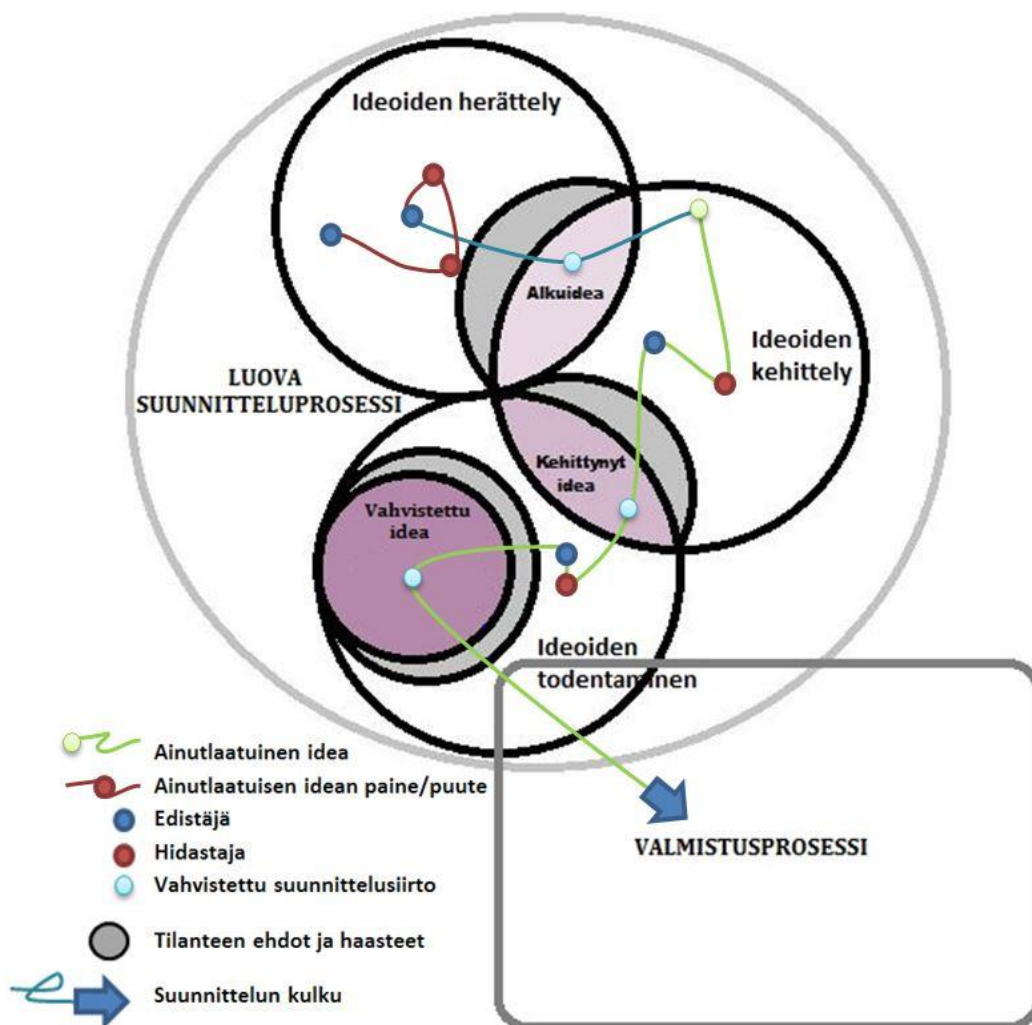 Ideoiden herättely
Alkuidea
Ideoiden
kehittely
LUOVA
SUUNNITTELUPROSESSI
Kehittynyt
idea
Vahvistettu
idea
Ideoiden
todentaminen
Ainutlaatuinen idea
Ainutlaatuisen idean paine/puute
Edistäjä
Hidastaja
Vahvistettu suunnittelusiirto
Tilanteen ehdot ja haasteet
Suunnittelun kulku
VALMISTUSPROSESSI